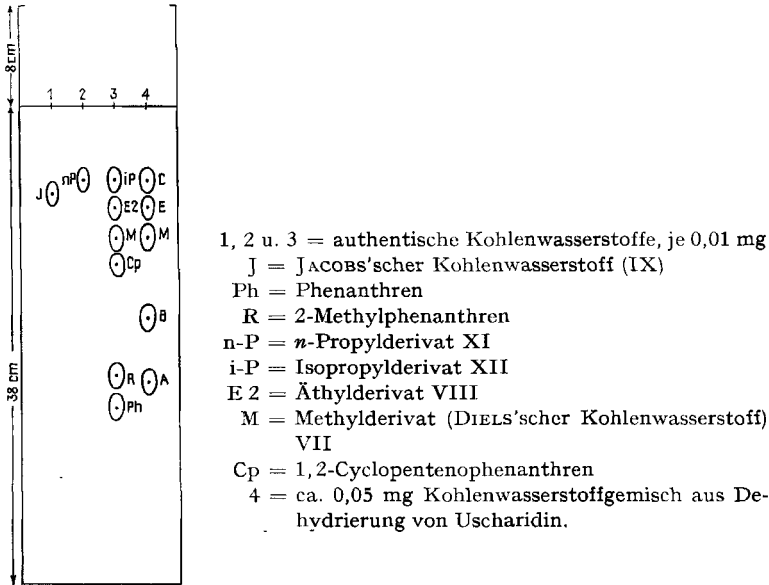 8 cm
1 2 3 4
J nP iP C
E2 E
M M
Cp
B
R A
Ph
38 cm
1, 2 u. 3 = authentische Kohlenwasserstoffe, je 0,01 mg
J = JACOBS'scher Kohlenwasserstoff (IX)
Ph = Phenanthren
R = 2-Methylphenanthren
n-P = n-Propylderivat XI
i-P = Isopropylderivat XII
E 2 = Äthylderivat VIII
M = Methylderivat (DIELS'scher Kohlenwasserstoff)
VII
Cp = 1,2-Cyclopentenophenanthren
4 = ca. 0,05 mg Kohlenwasserstoffgemisch aus De-
hydrierung von Uscharidin.